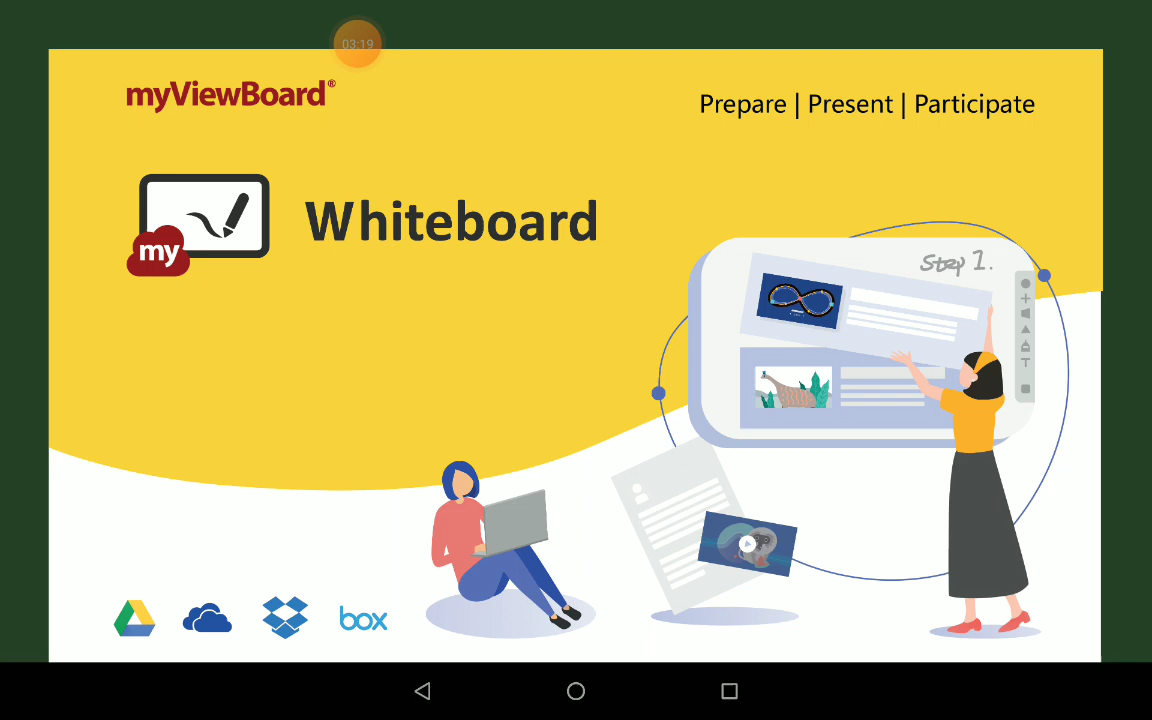 03:19
myViewBoard®
Prepare | Present | Participate
my
Whiteboard
Step 1.
T
box